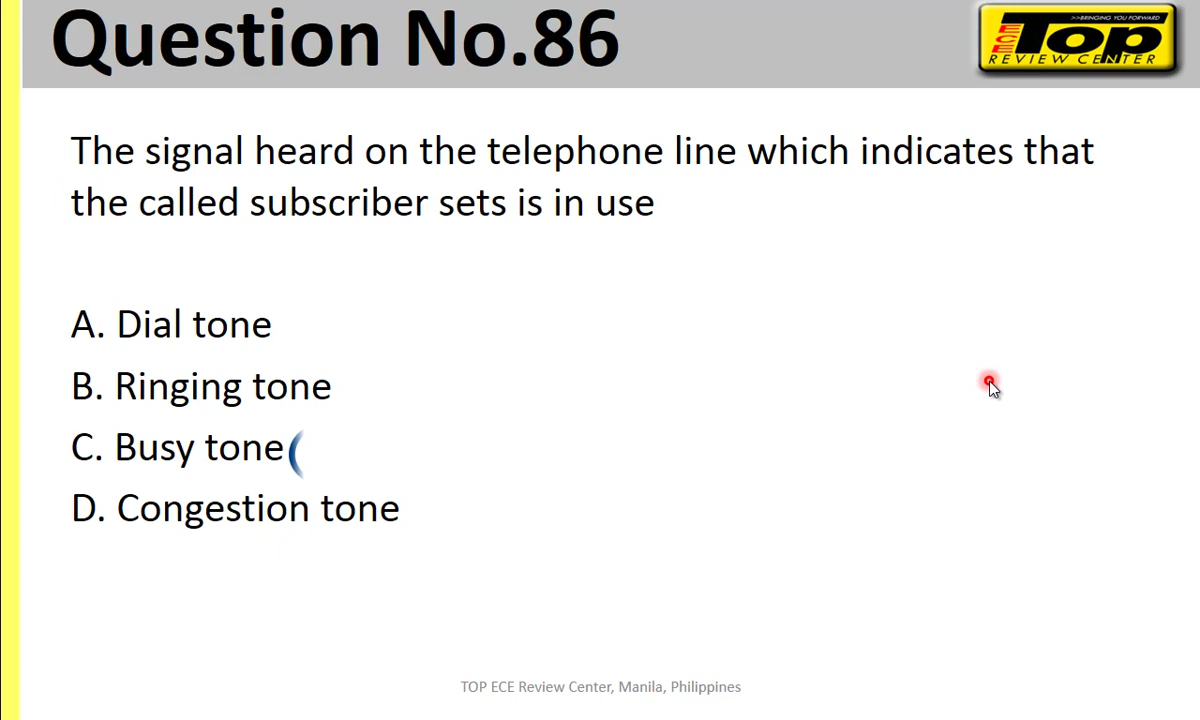 Question No.86
>>BRINGING YOU FORWARD
ECE Top
REVIEW CENTER
The signal heard on the telephone line which indicates that
the called subscriber sets is in use
A. Dial tone
B. Ringing tone
C. Busy tone
D. Congestion tone
TOP ECE Review Center, Manila, Philippines